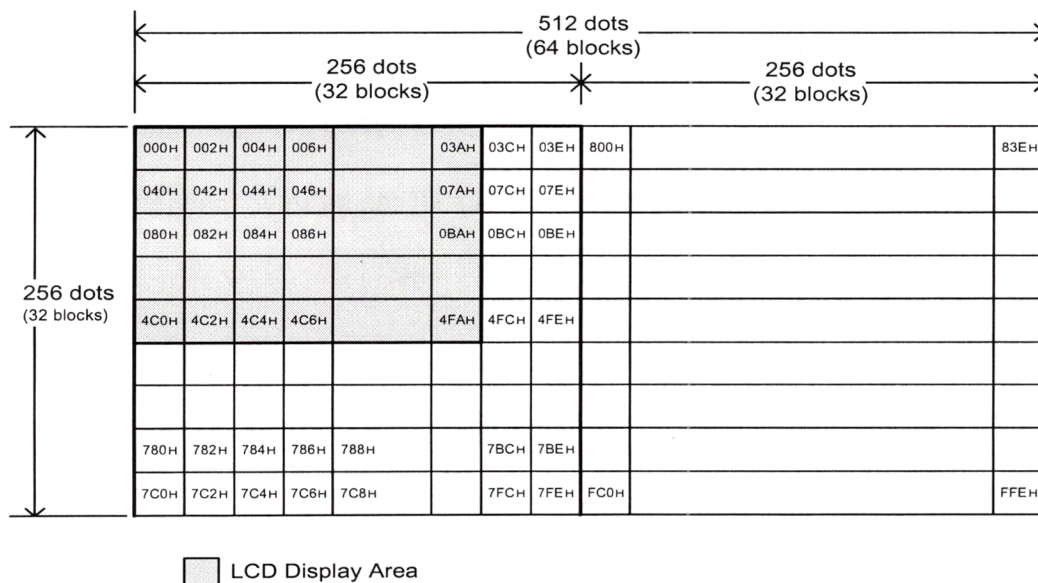 512 dots
(64 blocks)
256 dots
(32 blocks)
256 dots
(32 blocks)
000H 002H 004H 006H 03AH 03CH 03EH 800H 83EH
040H 042H 044H 046H 07AH 07CH 07EH
080H 082H 084H 086H 0BAH 0BCH 0BEH
256 dots
(32 blocks)
4C0H 4C2H 4C4H 4C6H 4FAH 4FCH 4FEH
780H 782H 784H 786H 788H 7BCH 7BEH
7C0H 7C2H 7C4H 7C6H 7C8H 7FCH 7FEH FC0H FFEH
LCD Display Area